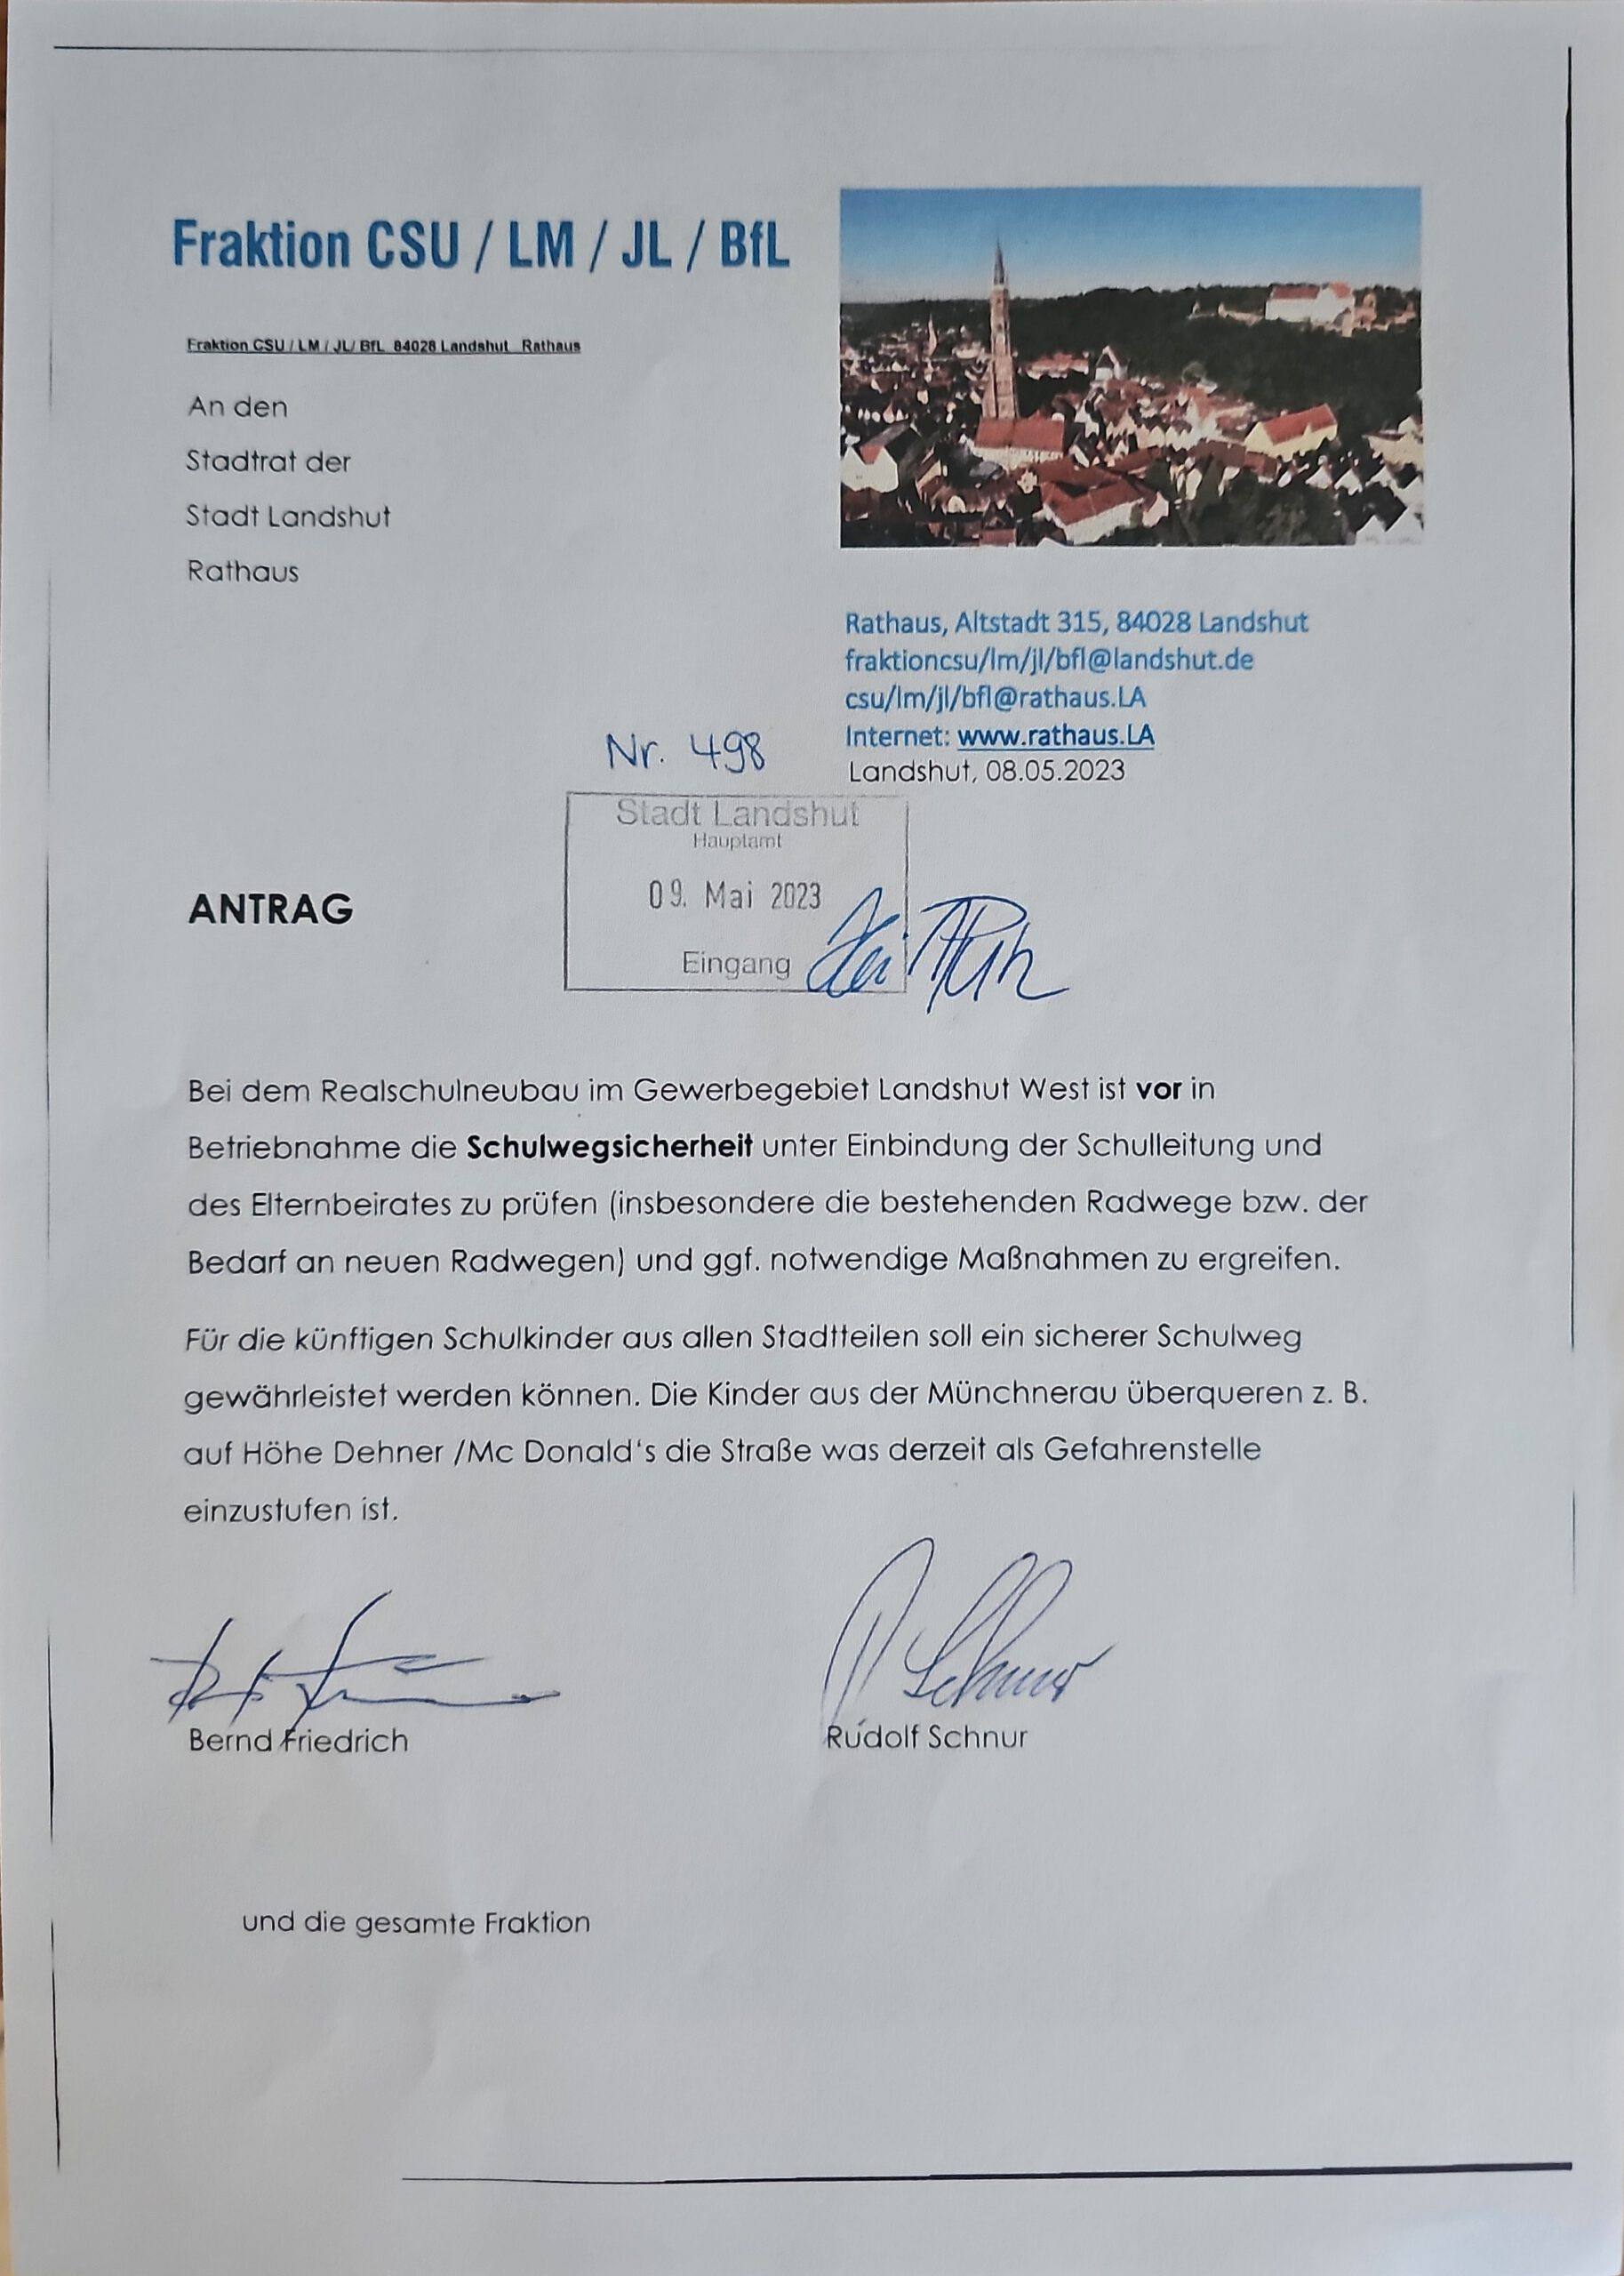 Fraktion CSU / LM / JL / BfL
Fraktion CSU / LM / JL/ BfL 84028 Landshut Rathaus
An den
Stadtrat der
Stadt Landshut
Rathaus
Rathaus, Altstadt 315, 84028 Landshut
fraktioncsu/lm/jl/bfl@landshut.de
csu/lm/jl/bfl@rathaus.LA
Internet: www.rathaus.LA
Landshut, 08.05.2023
Nr. 498
Stadt Landshut
Hauptamt
09. Mai 2023
Eingang
ANTRAG
Bei dem Realschulneubau im Gewerbegebiet Landshut West ist vor in
Betriebnahme die Schulwegsicherheit unter Einbindung der Schulleitung und
des Elternbeirates zu prüfen (insbesondere die bestehenden Radwege bzw. der
Bedarf an neuen Radwegen) und ggf. notwendige Maßnahmen zu ergreifen.
Für die künftigen Schulkinder aus allen Stadtteilen soll ein sicherer Schulweg
gewährleistet werden können. Die Kinder aus der Münchnerau überqueren z. B.
auf Höhe Dehner /Mc Donald's die Straße was derzeit als Gefahrenstelle
einzustufen ist.
Bernd Friedrich
Rudolf Schnur
und die gesamte Fraktion